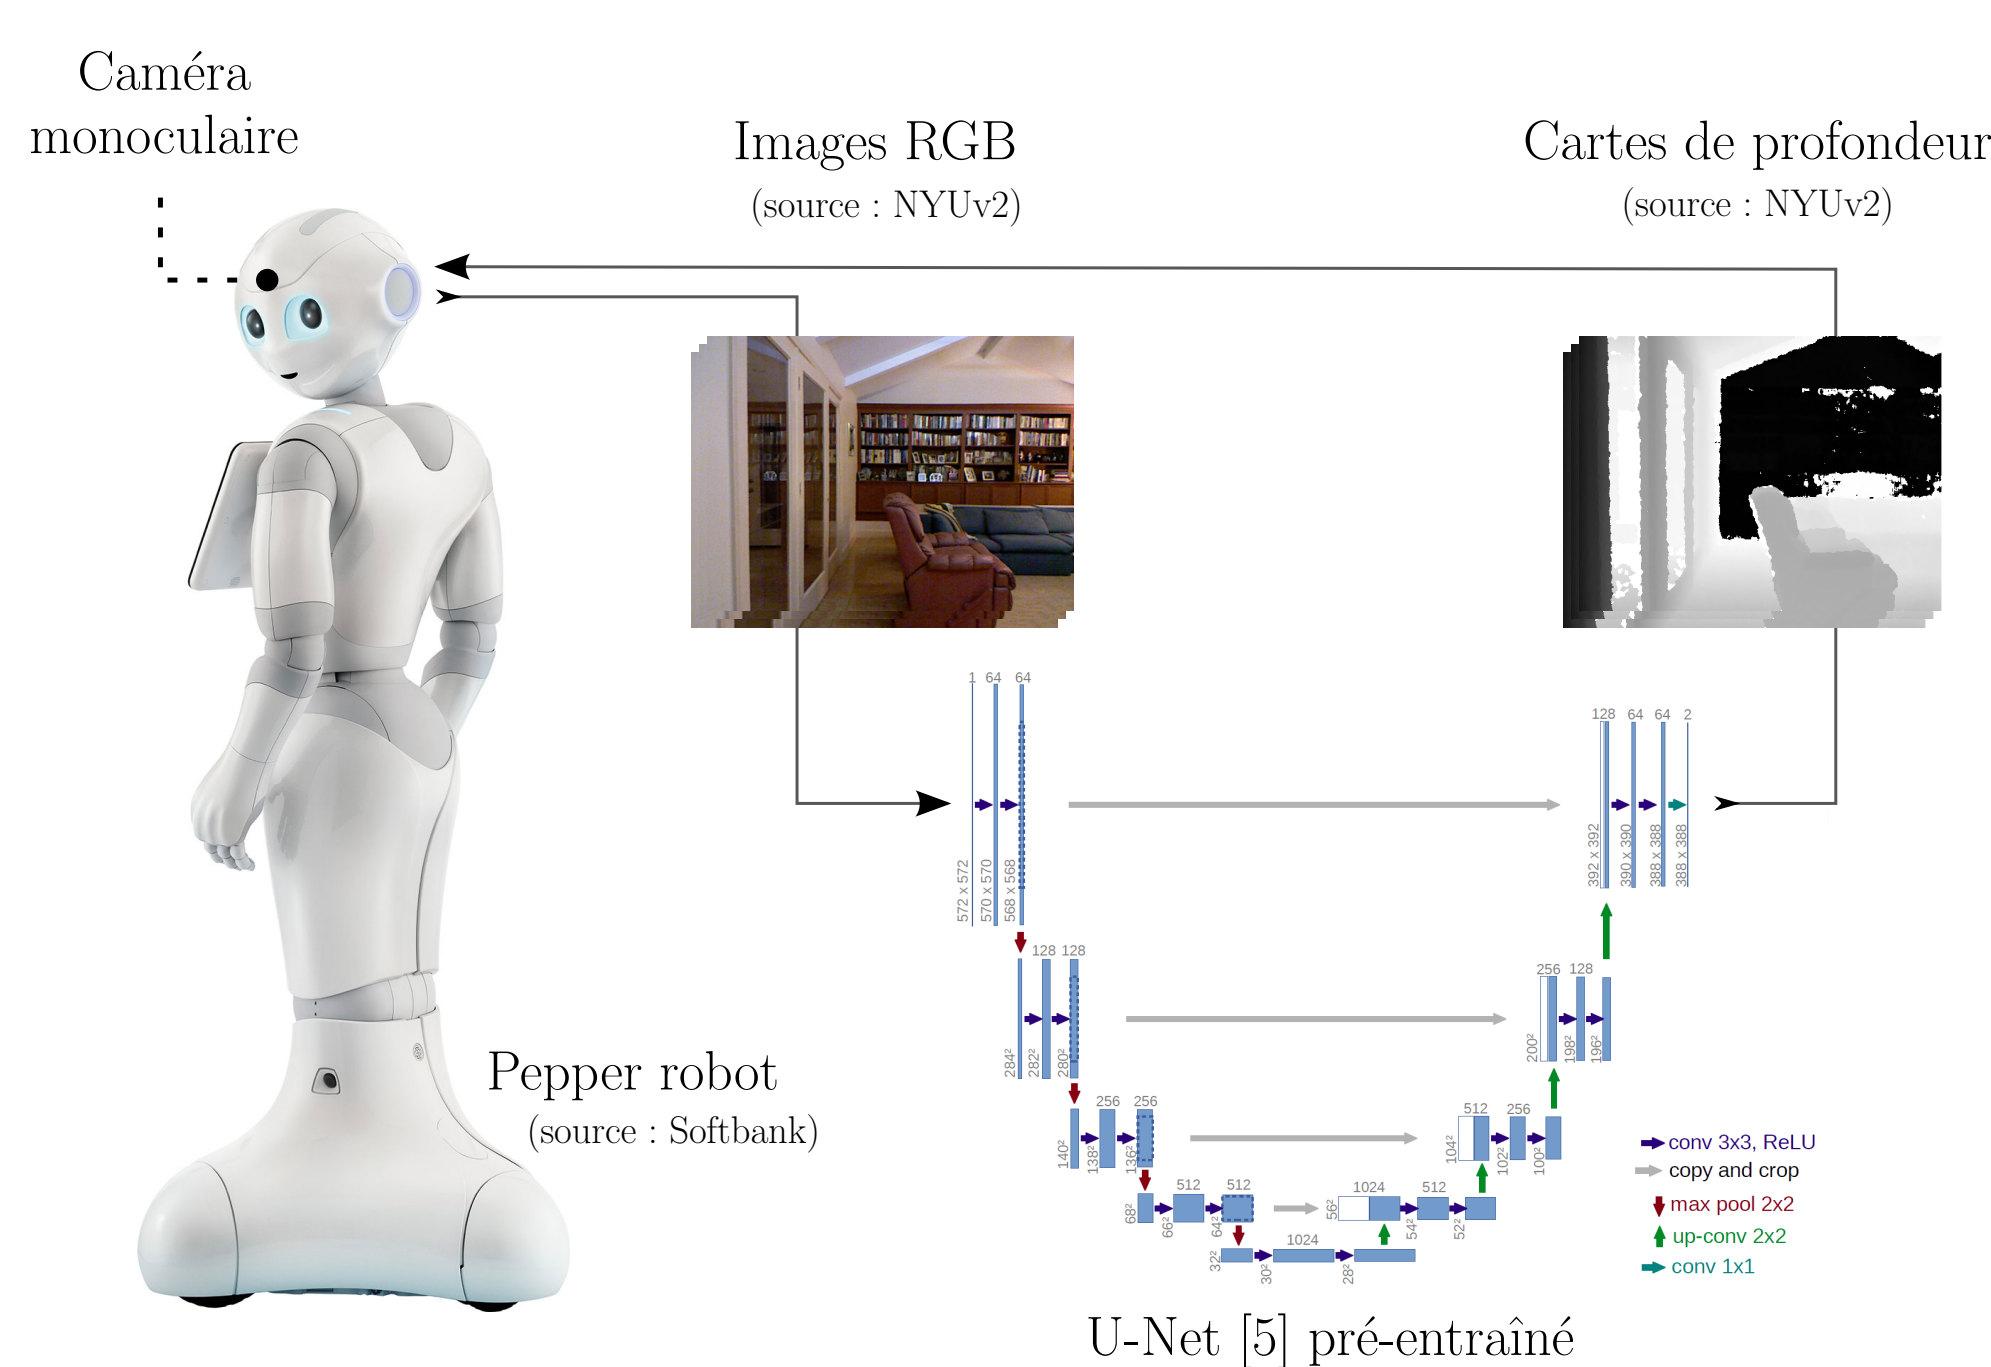 Caméra
monoculaire
Images RGB
(source : NYUv2)
Cartes de profondeur
(source : NYUv2)
Pepper robot
(source : Softbank)
1 64 64
572 x 572
570 x 570
568 x 568
128 64 64 2
392 x 392
390 x 390
388 x 388
388 x 388
128 128
284²
282²
280²
256 128
200²
198²
196²
256 256
140²
138²
136²
512 256
104²
102²
100²
512 512
68²
66²
64²
1024 512
56²
54²
52²
1024
32²
30²
28²
conv 3x3, ReLU
copy and crop
max pool 2x2
up-conv 2x2
conv 1x1
U-Net [5] pré-entraîné